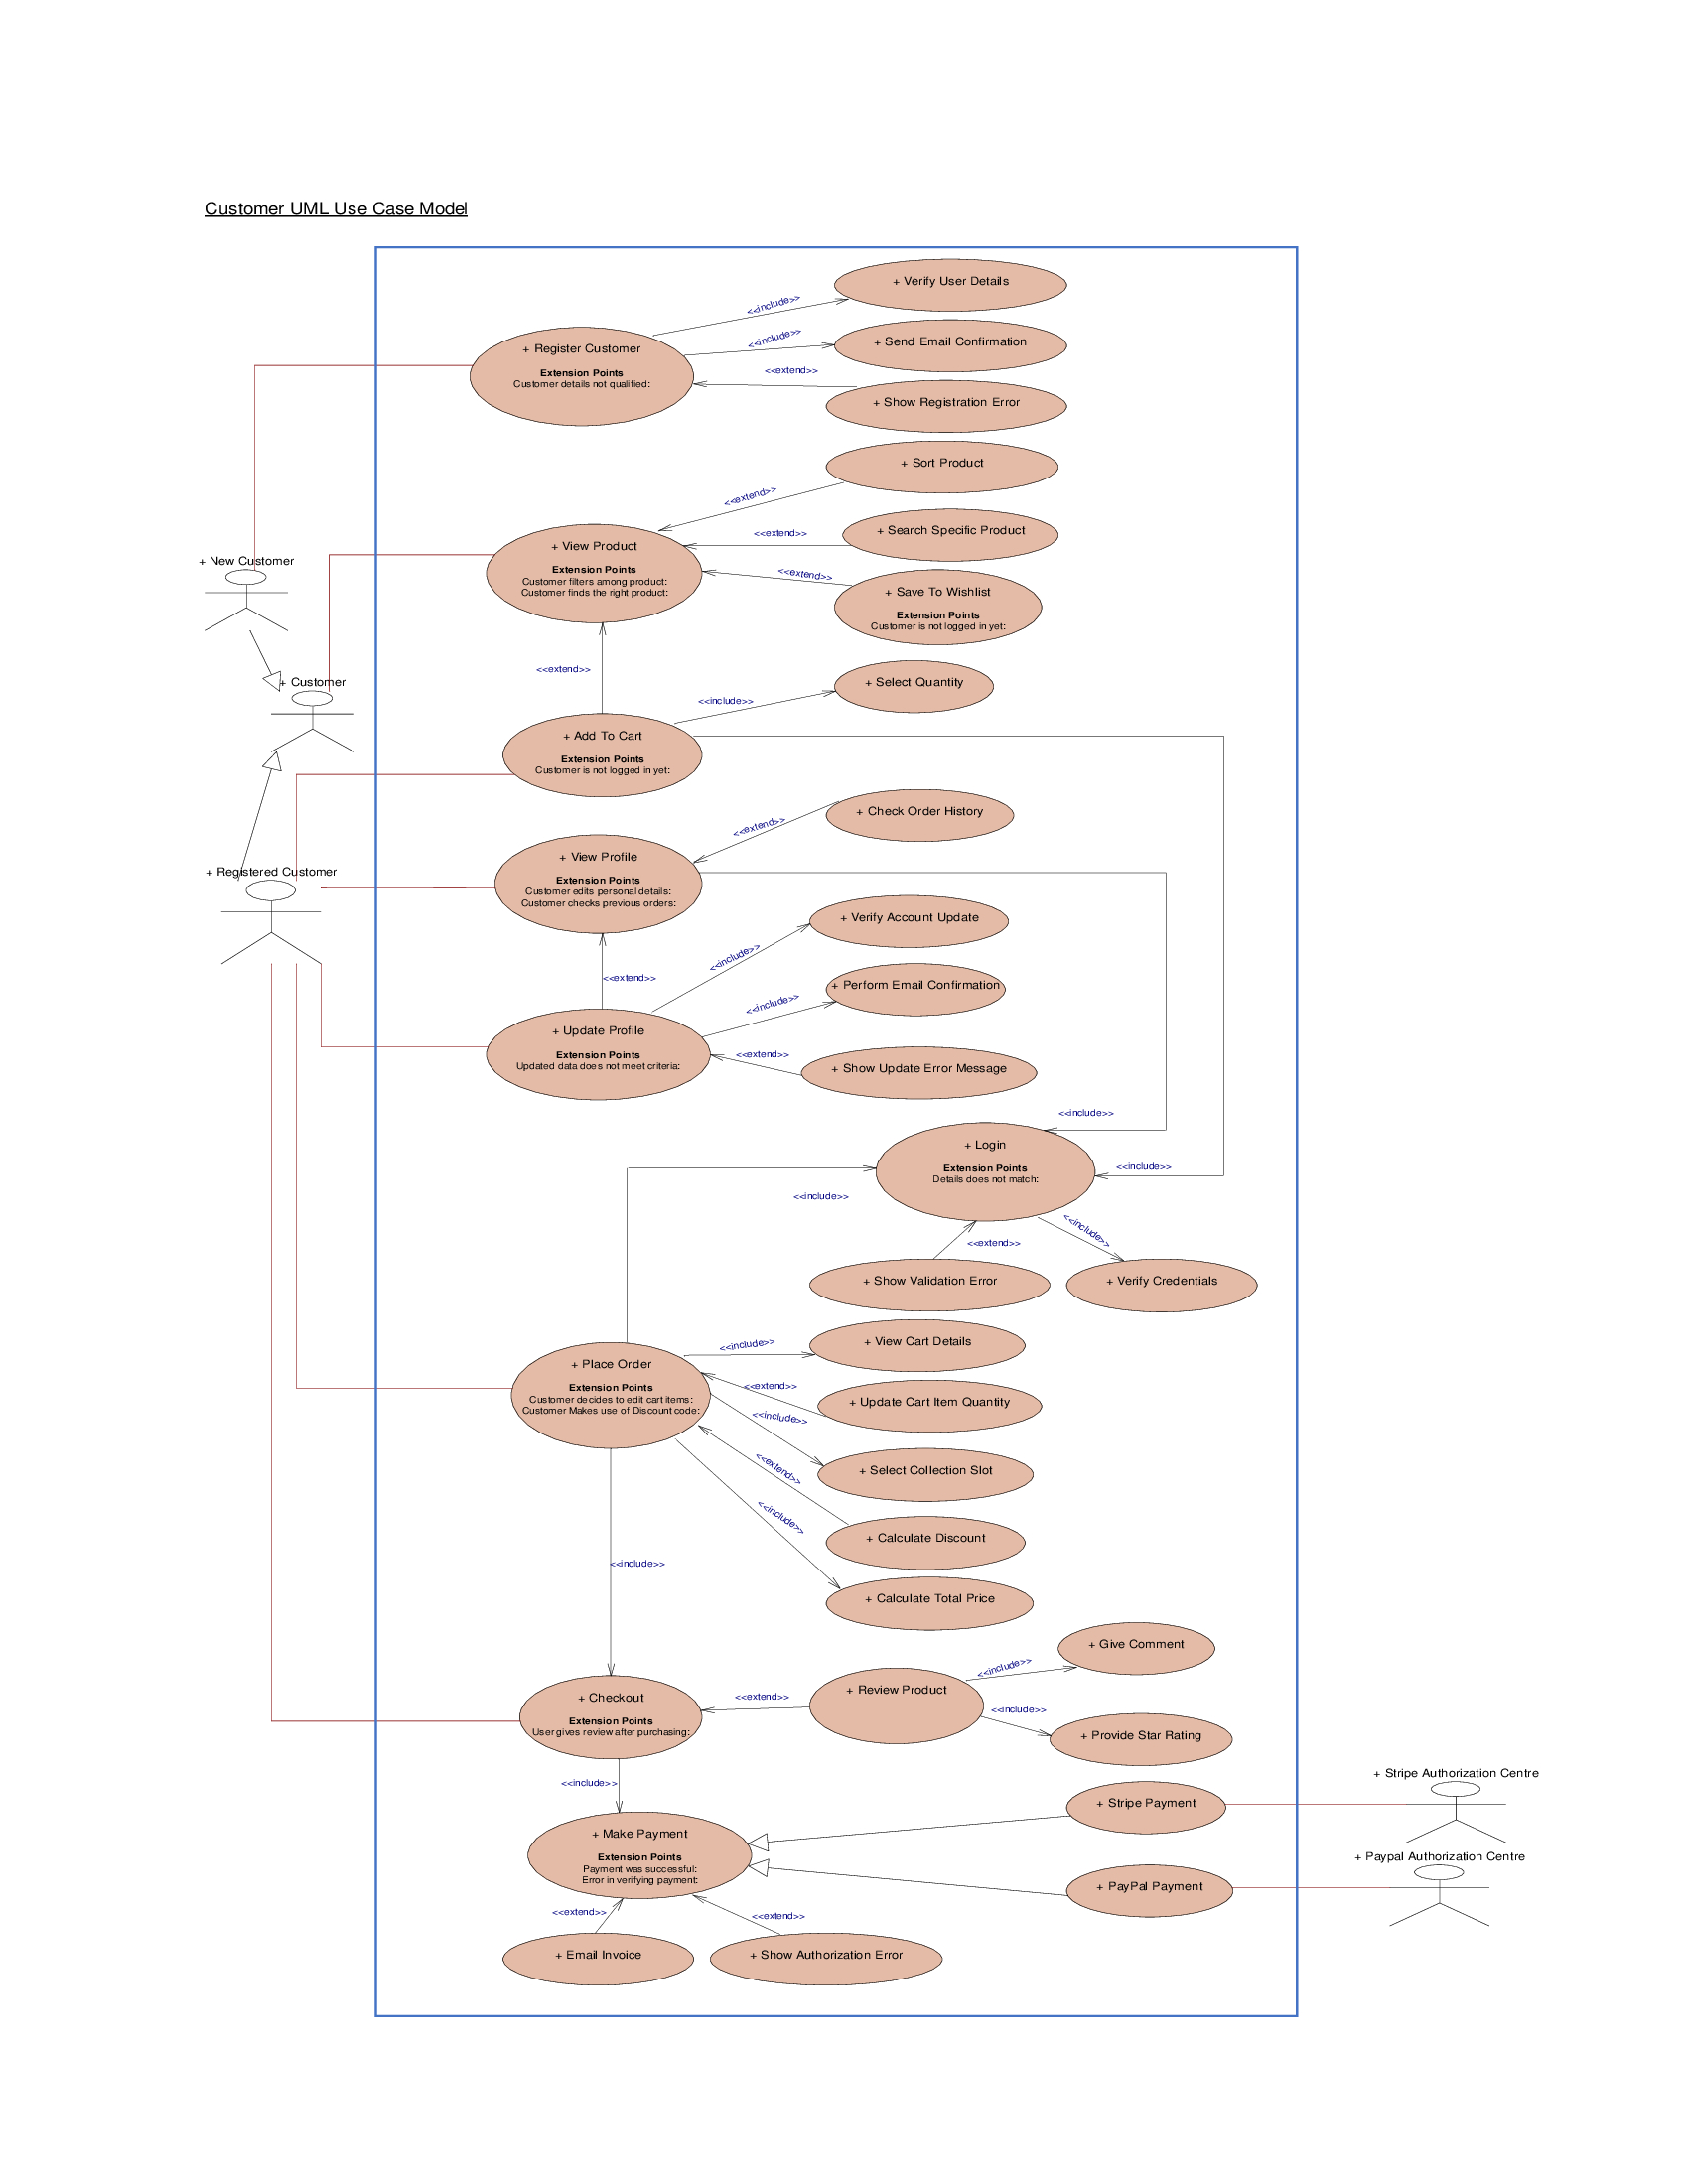 Customer UML Use Case Model
+ Verify User Details
<<include>>
+ Register Customer
Extension Points
Customer details not qualified:
<<include>>
+ Send Email Confirmation
<<extend>>
+ Show Registration Error
+ Sort Product
<<extend>>
+ New Customer
+ View Product
Extension Points
Customer filters among product:
Customer finds the right product:
<<extend>>
+ Search Specific Product
<<extend>>
+ Save To Wishlist
Extension Points
Customer is not logged in yet:
<<extend>>
+ Customer
<<include>>
+ Select Quantity
+ Add To Cart
Extension Points
Customer is not logged in yet:
+ Check Order History
<<extend>>
+ Registered Customer
+ View Profile
Extension Points
Customer edits personal details:
Customer checks previous orders:
+ Verify Account Update
<<include>>
<<extend>>
+ Perform Email Confirmation
<<include>>
+ Update Profile
Extension Points
Updated data does not meet criteria:
<<extend>>
+ Show Update Error Message
<<include>>
+ Login
Extension Points
Details does not match:
<<include>>
<<include>>
<<extend>>
<<include>>
+ Show Validation Error
+ Verify Credentials
<<include>>
+ View Cart Details
+ Place Order
Extension Points
Customer decides to edit cart items:
Customer Makes use of Discount code:
<<extend>>
+ Update Cart Item Quantity
<<include>>
+ Select Collection Slot
<<extend>>
<<include>>
+ Calculate Discount
<<include>>
+ Calculate Total Price
+ Give Comment
<<include>>
+ Checkout
Extension Points
User gives review after purchasing:
<<extend>>
+ Review Product
<<include>>
+ Provide Star Rating
<<include>>
+ Stripe Authorization Centre
+ Stripe Payment
+ Make Payment
Extension Points
Payment was successful:
Error in verifying payment:
+ Paypal Authorization Centre
+ PayPal Payment
<<extend>>
<<extend>>
+ Email Invoice
+ Show Authorization Error